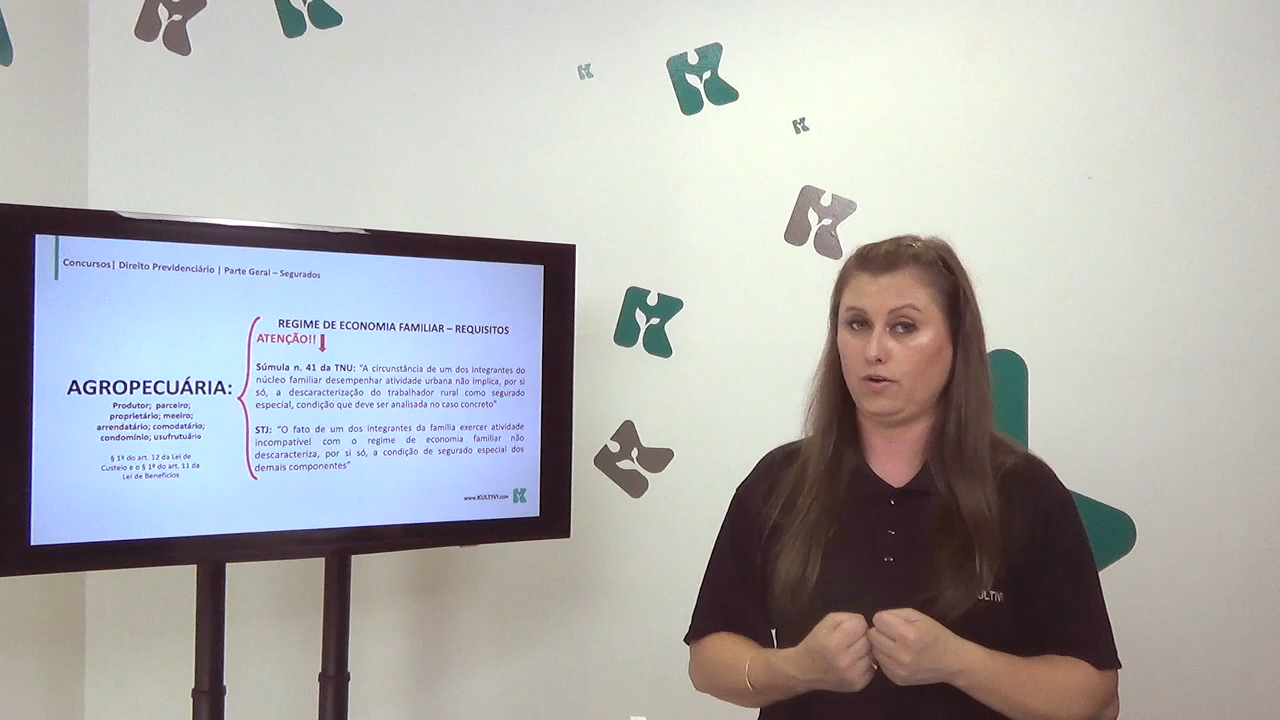 Concursos| Direito Previdenciário | Parte Geral – Segurados
REGIME DE ECONOMIA FAMILIAR – REQUISITOS
ATENÇÃO!!
Súmula n. 41 da TNU: "A circunstância de um dos integrantes do
núcleo familiar desempenhar atividade urbana não implica, por si
só, a descaracterização do trabalhador rural como segurado
especial, condição que deve ser analisada no caso concreto"
STJ: "O fato de um dos integrantes da família exercer atividade
incompatível com o regime de economia familiar não
descaracteriza, por si só, a condição de segurado especial dos
demais componentes"
AGROPECUÁRIA:
Produtor; parceiro;
proprietário; meeiro;
arrendatário; comodatário;
condomínio; usufrutuário
§ 1º do art. 12 da Lei de
Custeio e o § 1º do art. 11 da
Lei de Benefícios
www.KULTIVI.com